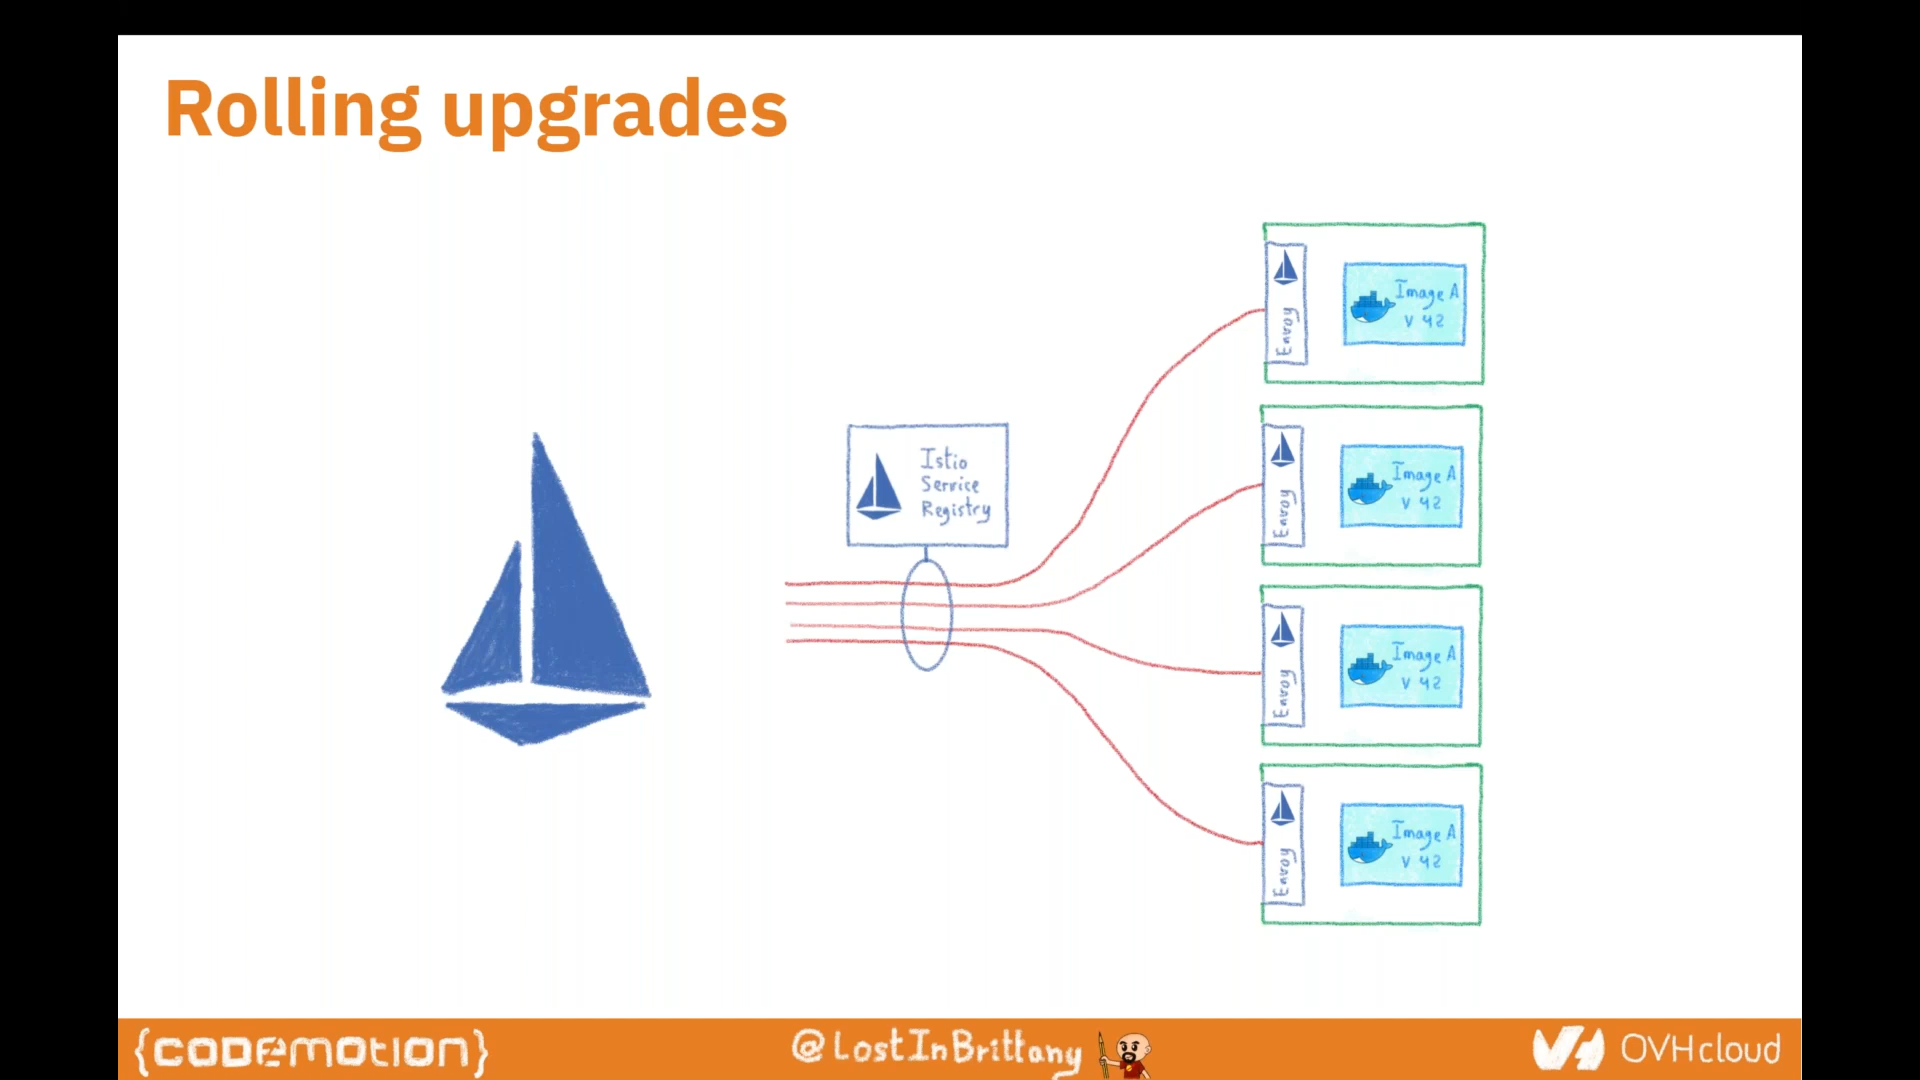 Rolling upgrades
Istio
Service
Registry
Envoy
Image A
V 42
Envoy
Image A
V 42
Envoy
Image A
V 42
Envoy
Image A
V 42
{CODEMOTION}
@LostInBrittany
OVHcloud